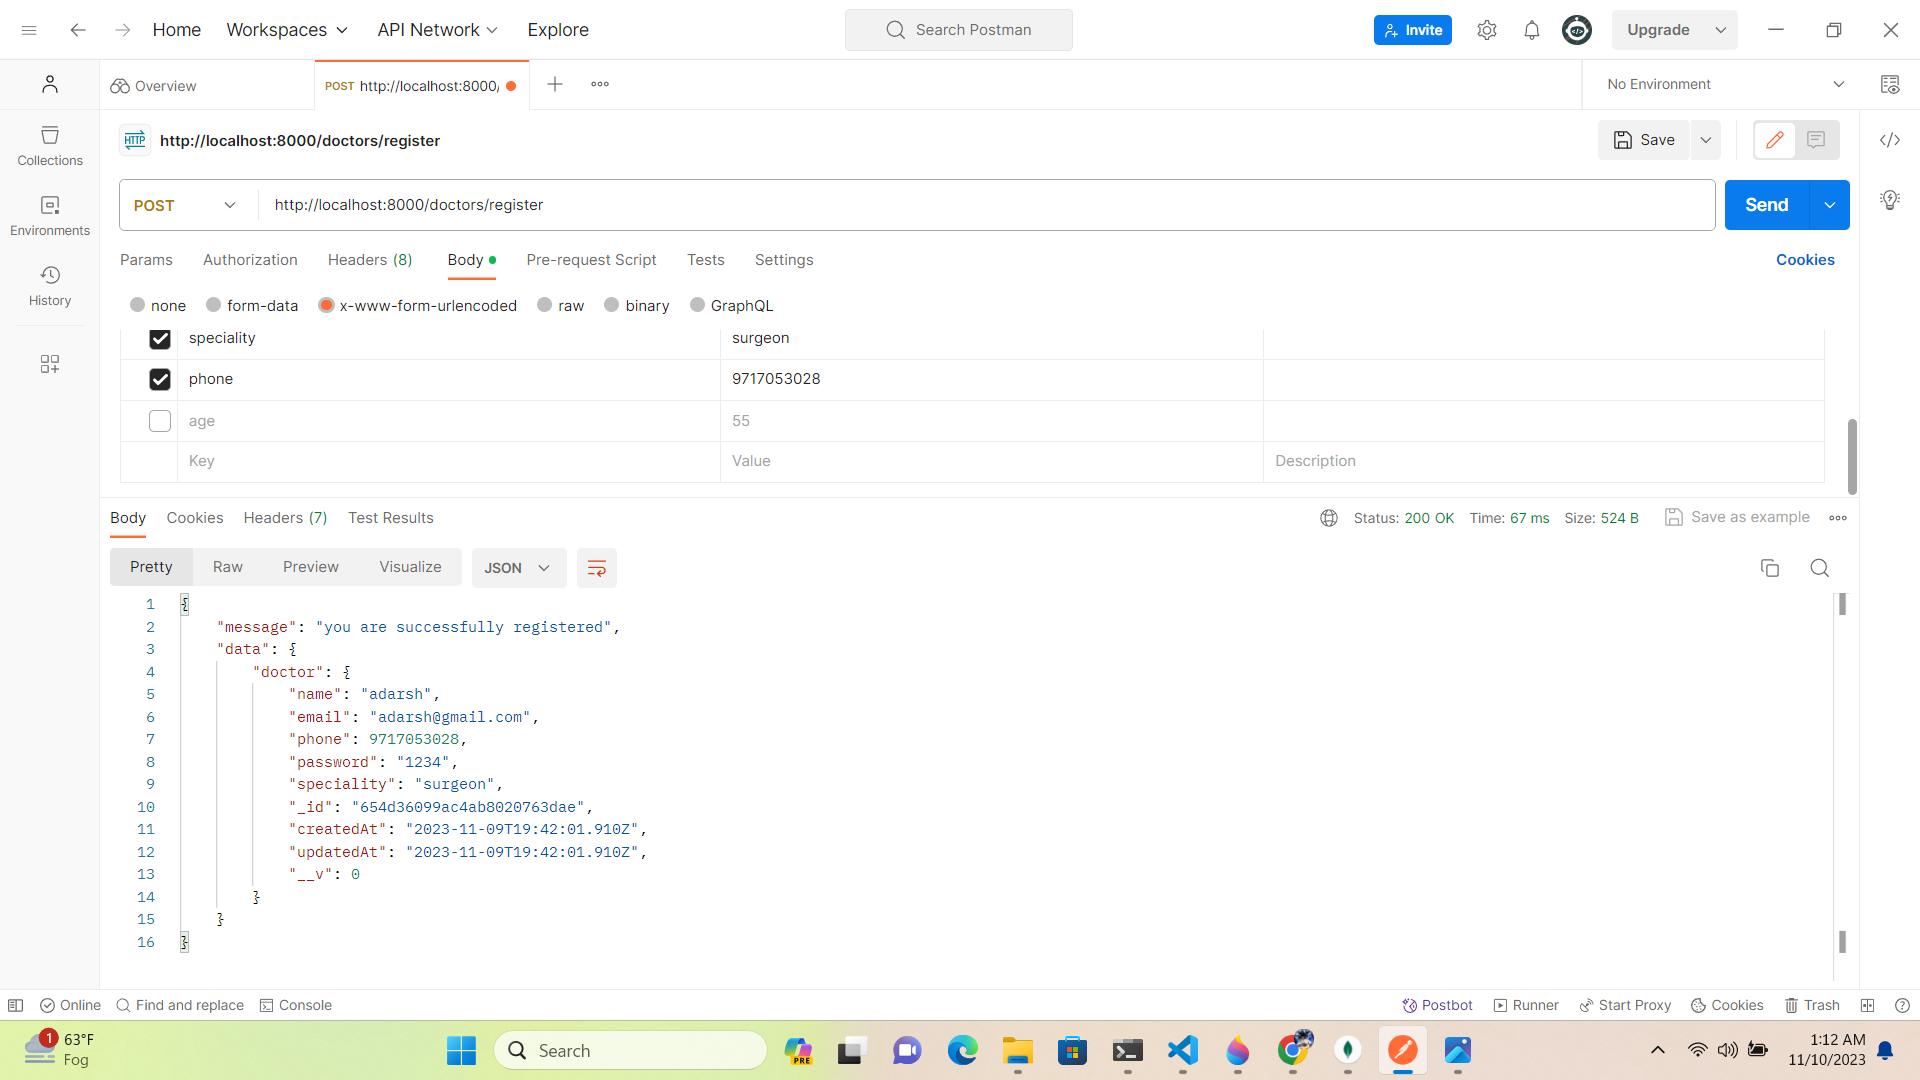 Home Workspaces API Network Explore Search Postman Invite Upgrade
Overview POST http://localhost:8000/ No Environment
HTTP http://localhost:8000/doctors/register Save
Collections
POST http://localhost:8000/doctors/register Send
Environments
Params Authorization Headers (8) Body Pre-request Script Tests Settings Cookies
History
none form-data x-www-form-urlencoded raw binary GraphQL
speciality surgeon
phone 9717053028
age 55
Key Value Description
Body Cookies Headers (7) Test Results Status: 200 OK Time: 67 ms Size: 524 B Save as example
Pretty Raw Preview Visualize JSON
1 {
2 "message": "you are successfully registered",
3 "data": {
4 "doctor": {
5 "name": "adarsh",
6 "email": "adarsh@gmail.com",
7 "phone": 9717053028,
8 "password": "1234",
9 "speciality": "surgeon",
10 "_id": "654d36099ac4ab8020763dae",
11 "createdAt": "2023-11-09T19:42:01.910Z",
12 "updatedAt": "2023-11-09T19:42:01.910Z",
13 "__v": 0
14 }
15 }
16 }
Online Find and replace Console Postbot Runner Start Proxy Cookies Trash
1 63°F Search PRE 1:12 AM
Fog 11/10/2023